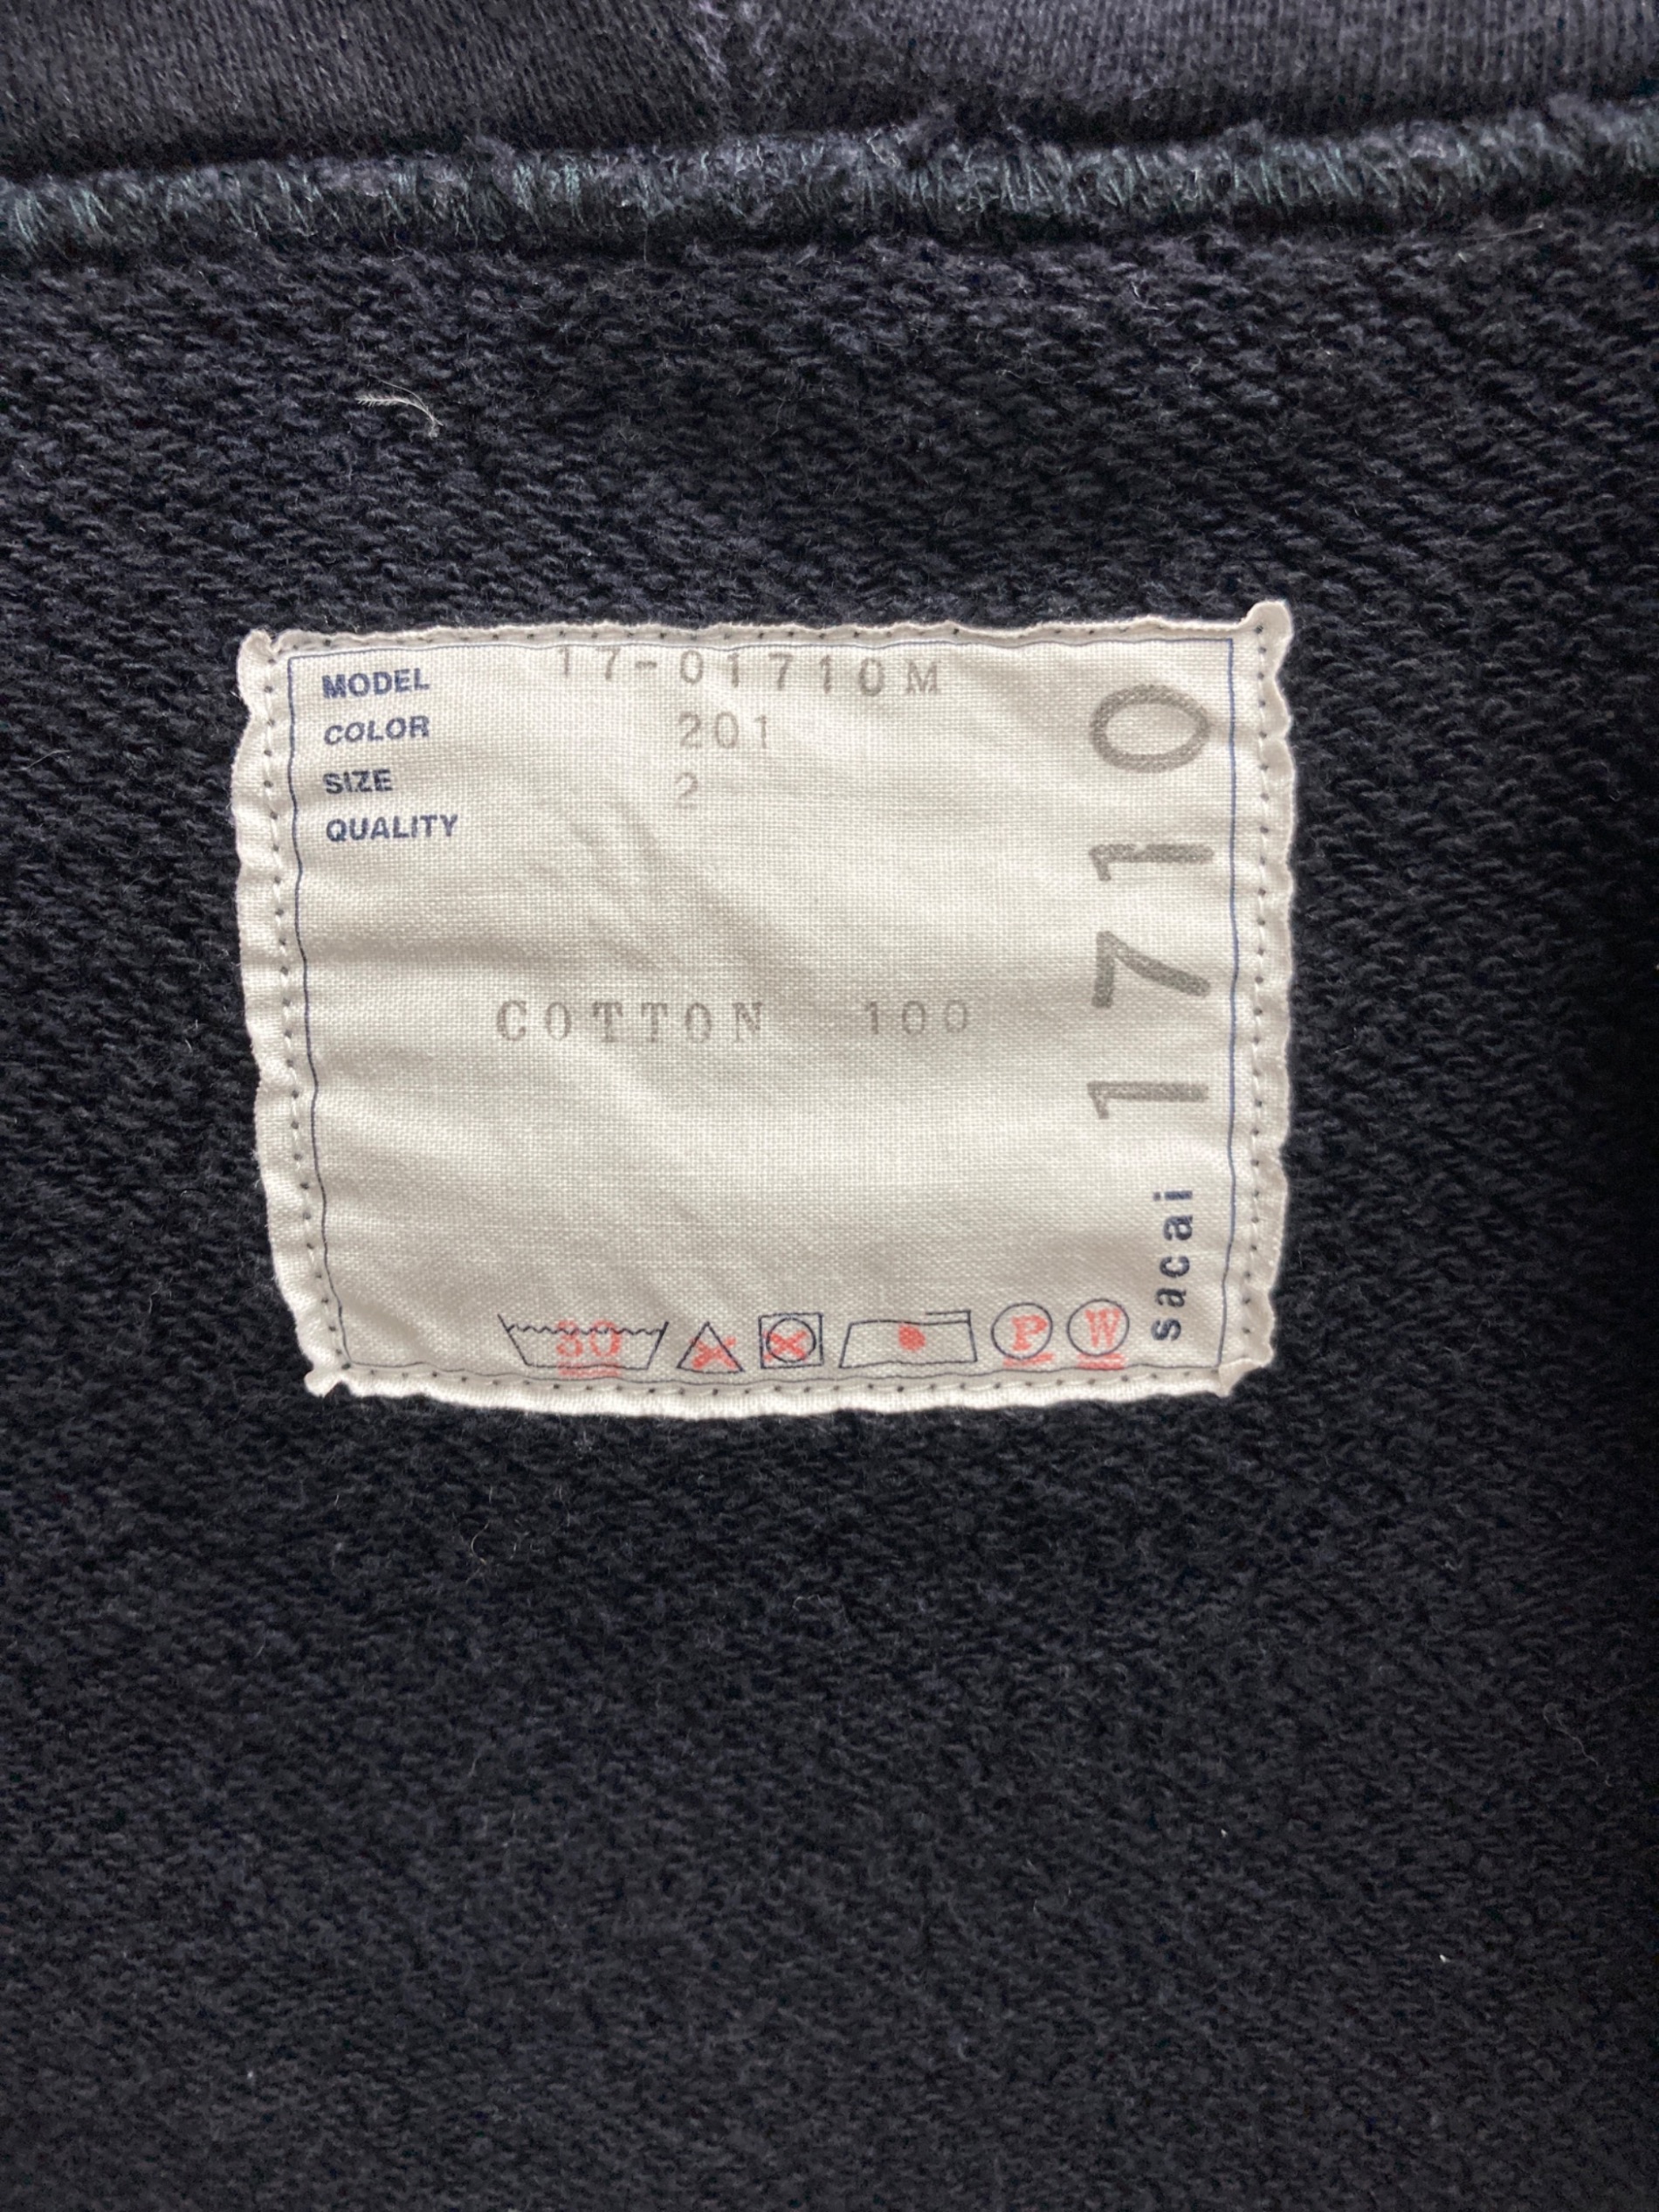 MODEL 17-01710M
COLOR 201
SIZE 2
QUALITY
COTTON 100
30 P W
sacai 1710